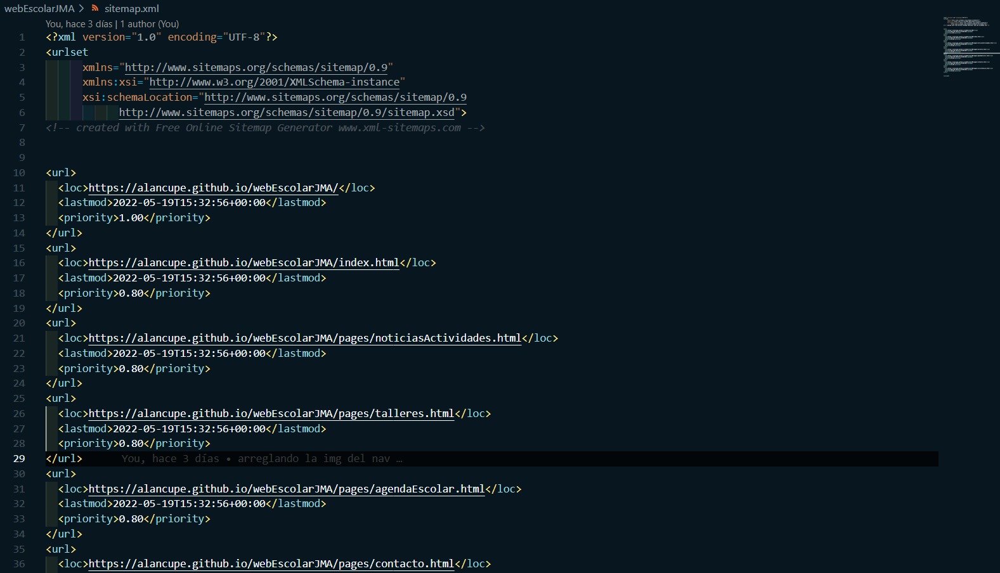 webEscolarJMA > sitemap.xml
You, hace 3 días | 1 author (You)
1 <?xml version="1.0" encoding="UTF-8"?>
2 <urlset
3 xmlns="http://www.sitemaps.org/schemas/sitemap/0.9"
4 xmlns:xsi="http://www.w3.org/2001/XMLSchema-instance"
5 xsi:schemaLocation="http://www.sitemaps.org/schemas/sitemap/0.9
6 http://www.sitemaps.org/schemas/sitemap/0.9/sitemap.xsd">
7 <!-- created with Free Online Sitemap Generator www.xml-sitemaps.com -->
8
9
10 <url>
11 <loc>https://alancupe.github.io/webEscolarJMA/</loc>
12 <lastmod>2022-05-19T15:32:56+00:00</lastmod>
13 <priority>1.00</priority>
14 </url>
15 <url>
16 <loc>https://alancupe.github.io/webEscolarJMA/index.html</loc>
17 <lastmod>2022-05-19T15:32:56+00:00</lastmod>
18 <priority>0.80</priority>
19 </url>
20 <url>
21 <loc>https://alancupe.github.io/webEscolarJMA/pages/noticiasActividades.html</loc>
22 <lastmod>2022-05-19T15:32:56+00:00</lastmod>
23 <priority>0.80</priority>
24 </url>
25 <url>
26 <loc>https://alancupe.github.io/webEscolarJMA/pages/talleres.html</loc>
27 <lastmod>2022-05-19T15:32:56+00:00</lastmod>
28 <priority>0.80</priority>
29 </url> You, hace 3 días • arreglando la img del nav …
30 <url>
31 <loc>https://alancupe.github.io/webEscolarJMA/pages/agendaEscolar.html</loc>
32 <lastmod>2022-05-19T15:32:56+00:00</lastmod>
33 <priority>0.80</priority>
34 </url>
35 <url>
36 <loc>https://alancupe.github.io/webEscolarJMA/pages/contacto.html</loc>